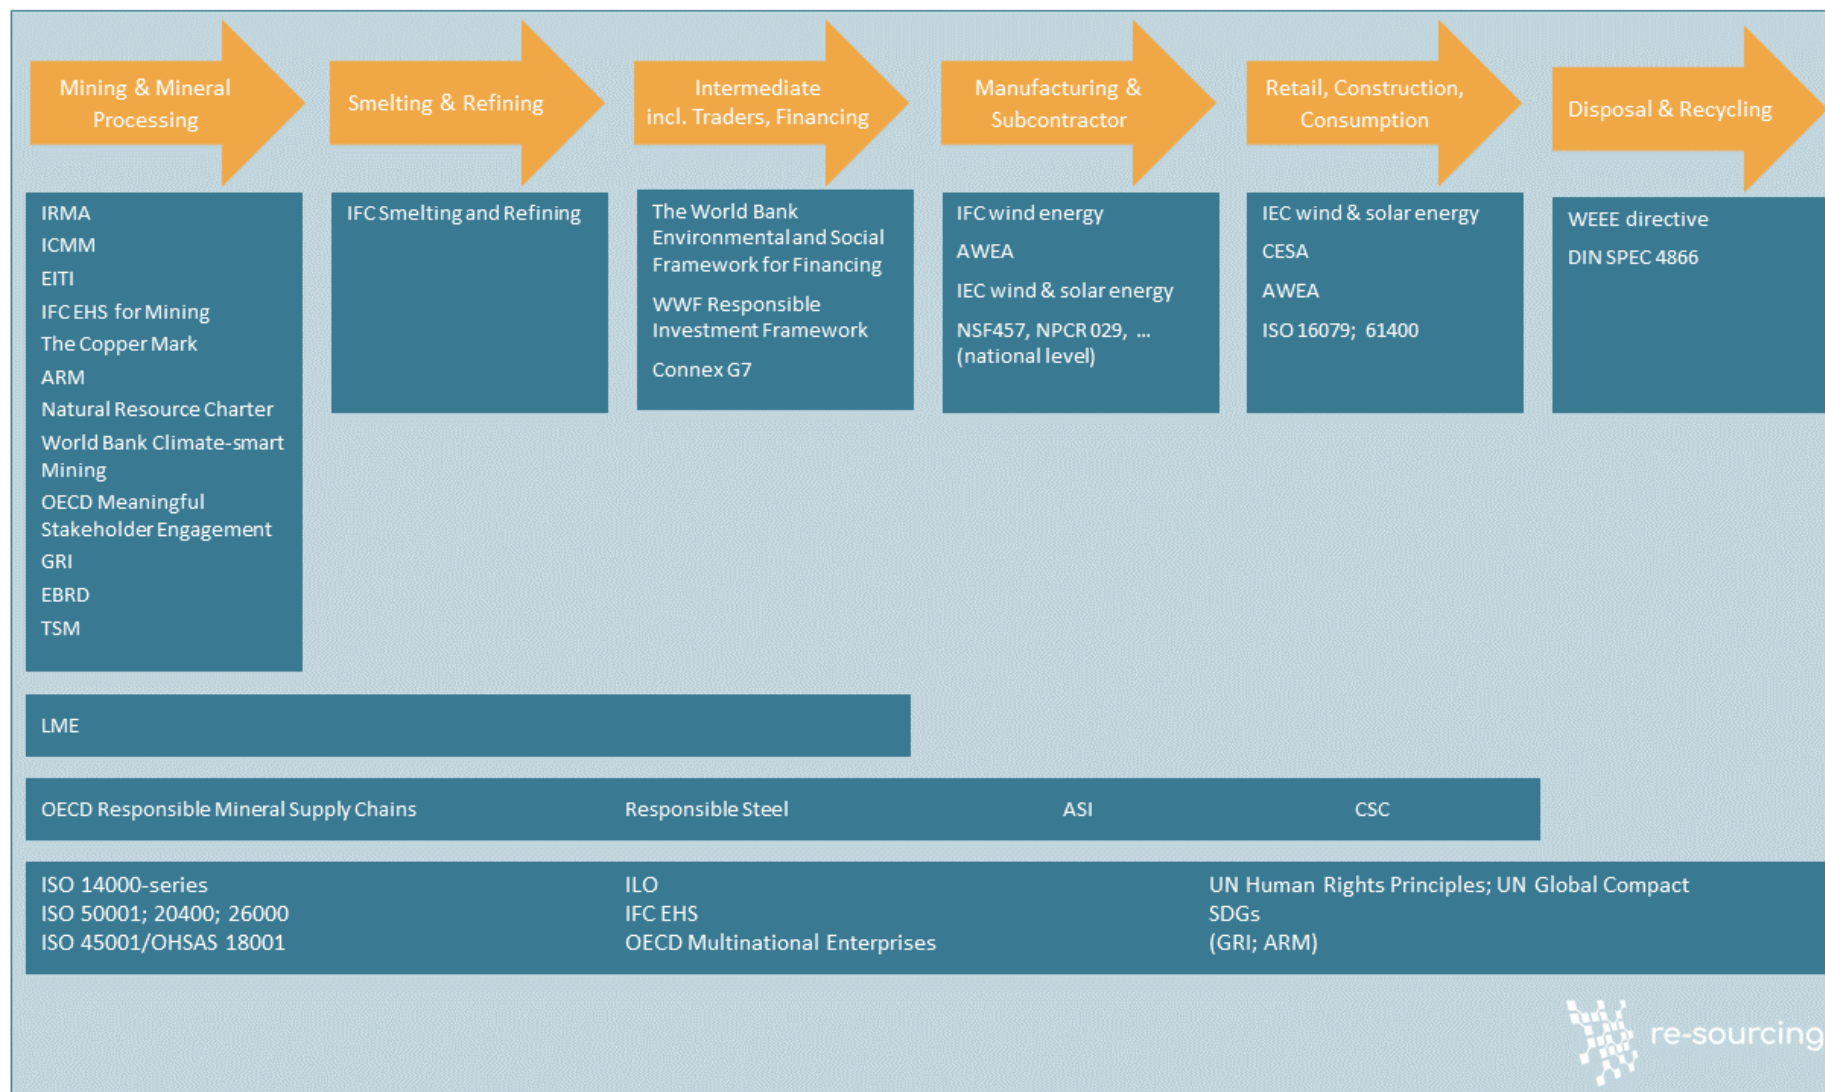 Mining & Mineral
Processing
Smelting & Refining
Intermediate
incl. Traders, Financing
Manufacturing &
Subcontractor
Retail, Construction,
Consumption
Disposal & Recycling
IRMA
ICMM
EITI
IFC EHS for Mining
The Copper Mark
ARM
Natural Resource Charter
World Bank Climate-smart
Mining
OECD Meaningful
Stakeholder Engagement
GRI
EBRD
TSM
IFC Smelting and Refining
The World Bank
Environmental and Social
Framework for Financing
WWF Responsible
Investment Framework
Connex G7
IFC wind energy
AWEA
IEC wind & solar energy
NSF457, NPCR 029, ...
(national level)
IEC wind & solar energy
CESA
AWEA
ISO 16079; 61400
WEEE directive
DIN SPEC 4866
LME
OECD Responsible Mineral Supply Chains
Responsible Steel
ASI
CSC
ISO 14000-series
ISO 50001; 20400; 26000
ISO 45001/OHSAS 18001
ILO
IFC EHS
OECD Multinational Enterprises
UN Human Rights Principles; UN Global Compact
SDGs
(GRI; ARM)
re-sourcing